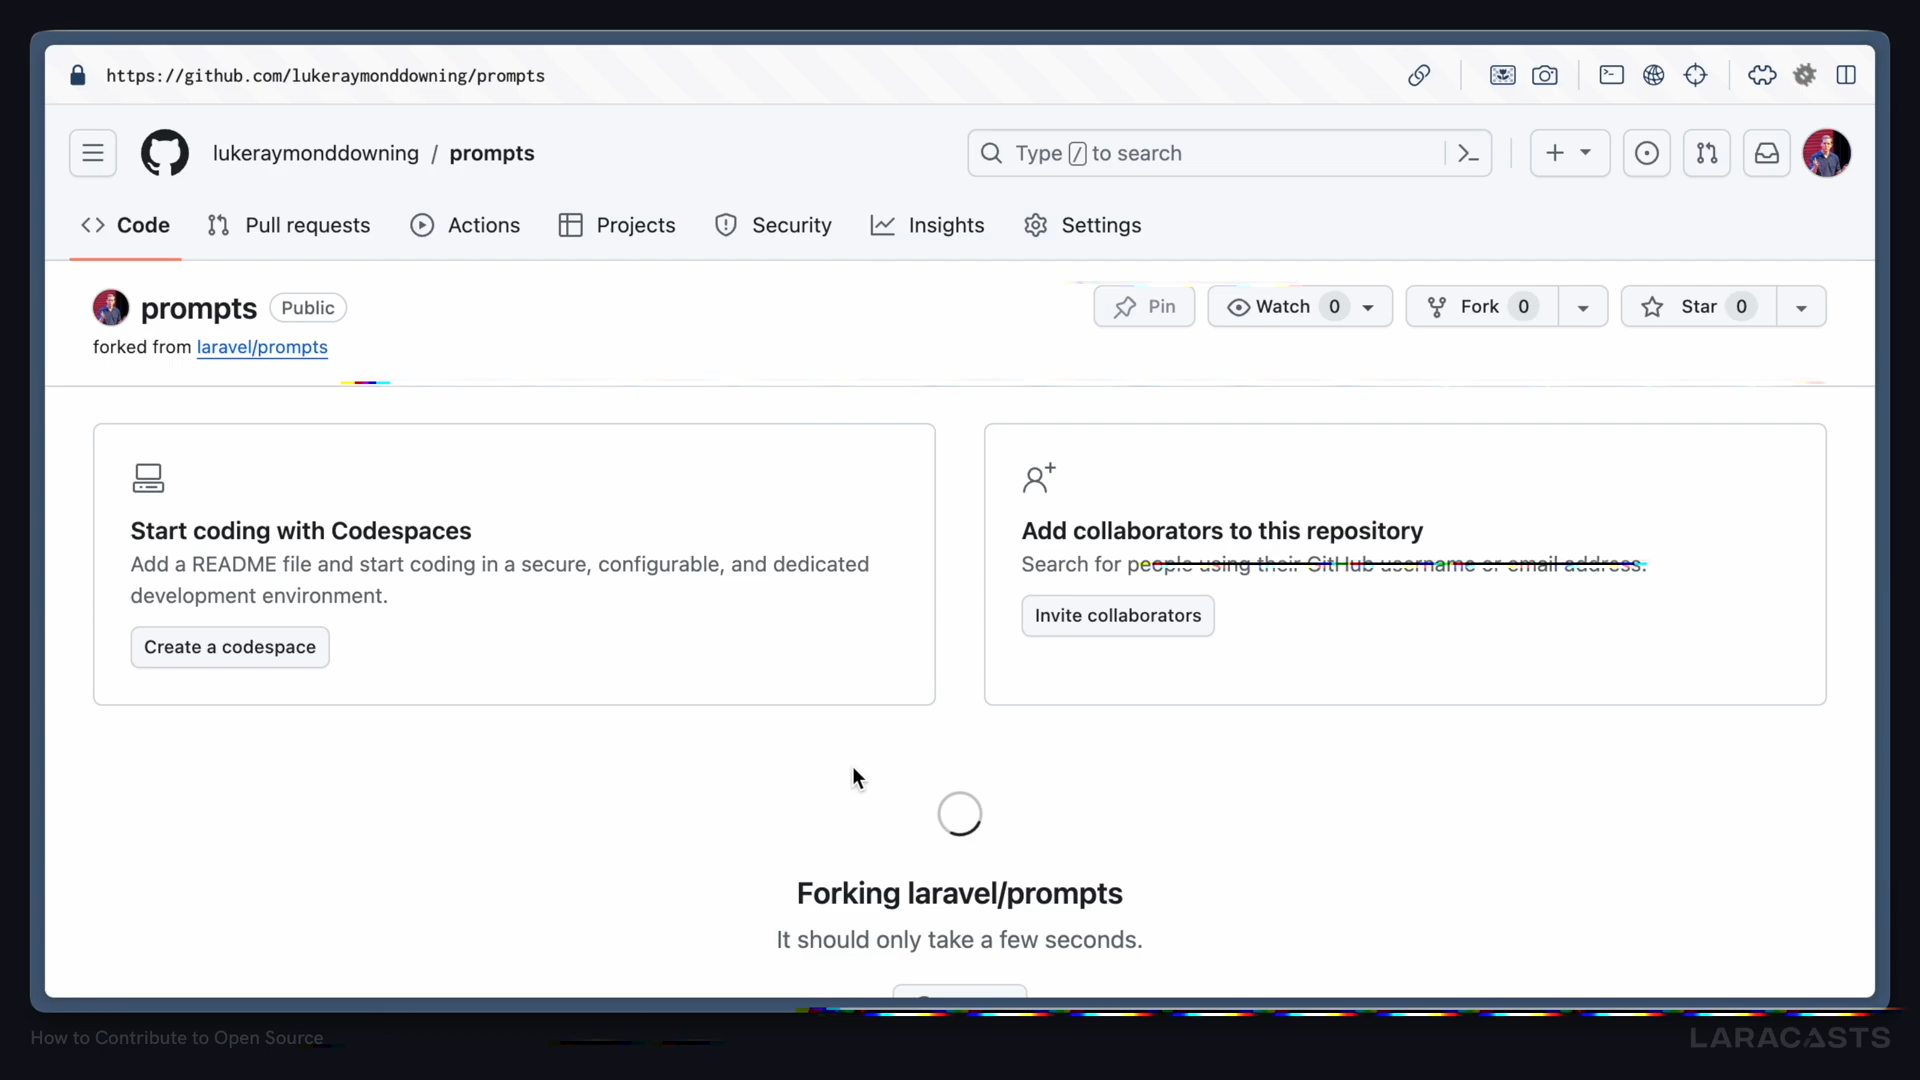 https://github.com/lukeraymonddowning/prompts
lukeraymonddowning / prompts
Type / to search
Code
Pull requests
Actions
Projects
Security
Insights
Settings
prompts
Public
Pin
Watch 0
Fork 0
Star 0
forked from laravel/prompts
Start coding with Codespaces
Add a README file and start coding in a secure, configurable, and dedicated
development environment.
Create a codespace
Add collaborators to this repository
Search for people using their GitHub username or email address.
Invite collaborators
Forking laravel/prompts
It should only take a few seconds.
How to Contribute to Open Source
LARACASTS